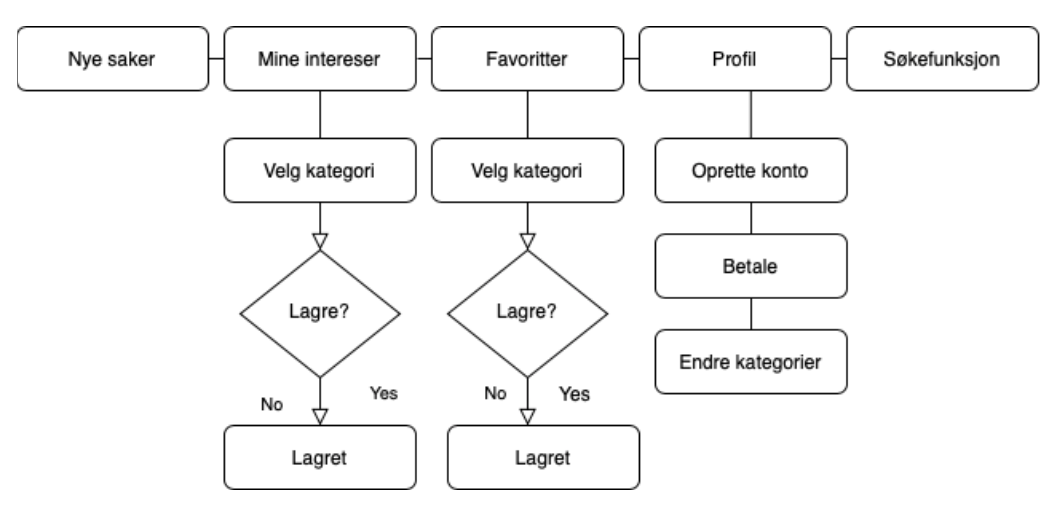 Nye saker
Mine intereser
Favoritter
Profil
Søkefunksjon
Velg kategori
Velg kategori
Oprette konto
Betale
Lagre?
Lagre?
Endre kategorier
No
Yes
No
Yes
Lagret
Lagret